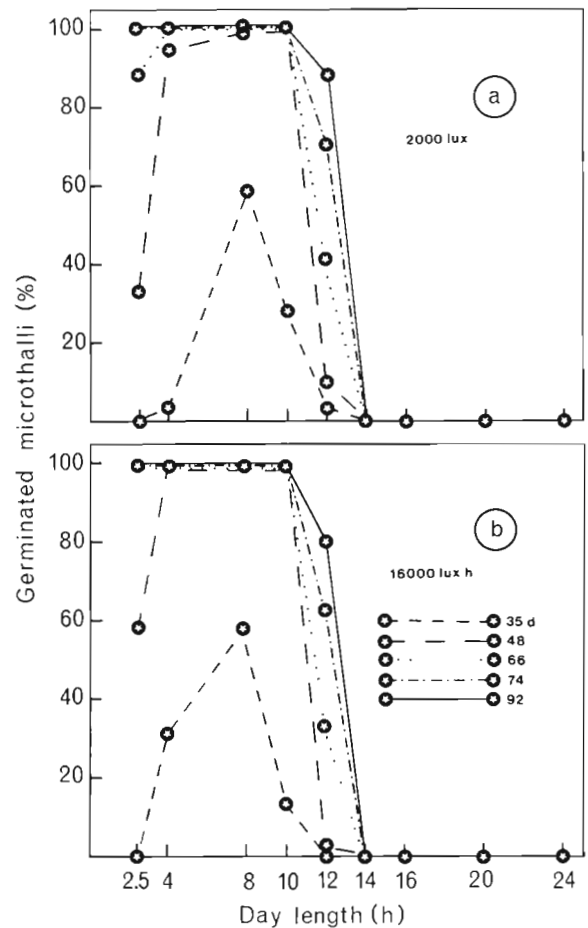 100
80
60
40
20
a
2000 lux
Germinated microthalli (%)
100
80
60
40
20
b
16000 lux h
35 d
48
66
74
92
2.5 4 8 10 12 14 16 20 24
Day length (h)